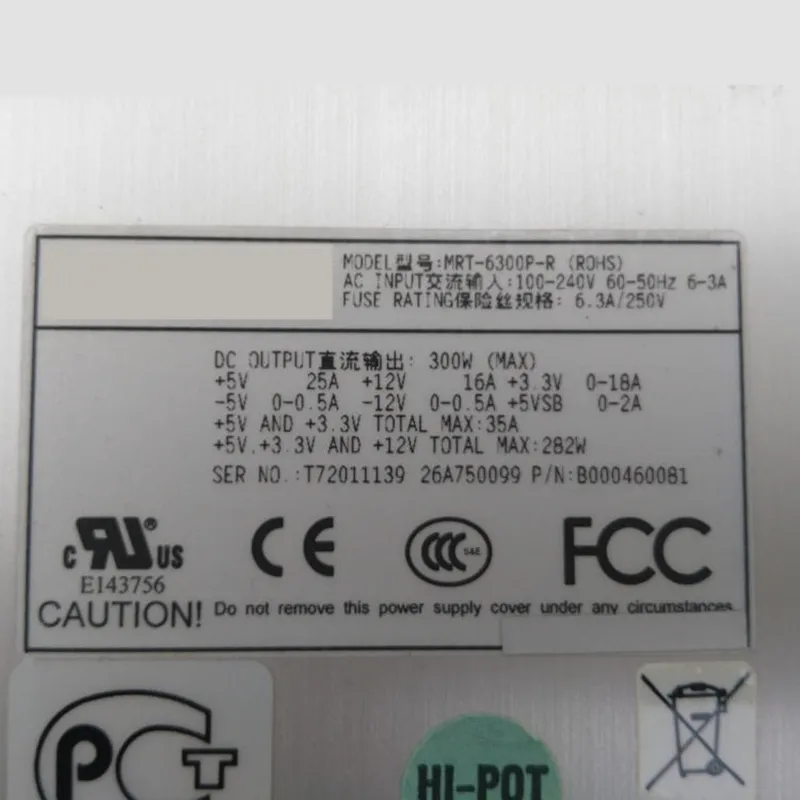 MODEL型号:MRT-6300P-R (ROHS)
AC INPUT交流输入:100-240V 60-50Hz 6-3A
FUSE RATING保险丝规格: 6.3A/250V
DC OUTPUT直流输出: 300W (MAX)
+5V 25A +12V 16A +3.3V 0-18A
-5V 0-0.5A -12V 0-0.5A +5VSB 0-2A
+5V AND +3.3V TOTAL MAX:35A
+5V,+3.3V AND +12V TOTAL MAX:282W
SER NO.:T72011139 26A750099 P/N:B000460081
c RU® US CE CCC S&E FCC
E143756
CAUTION! Do not remove this power supply cover under any circumstances.
PCT
HI-POT